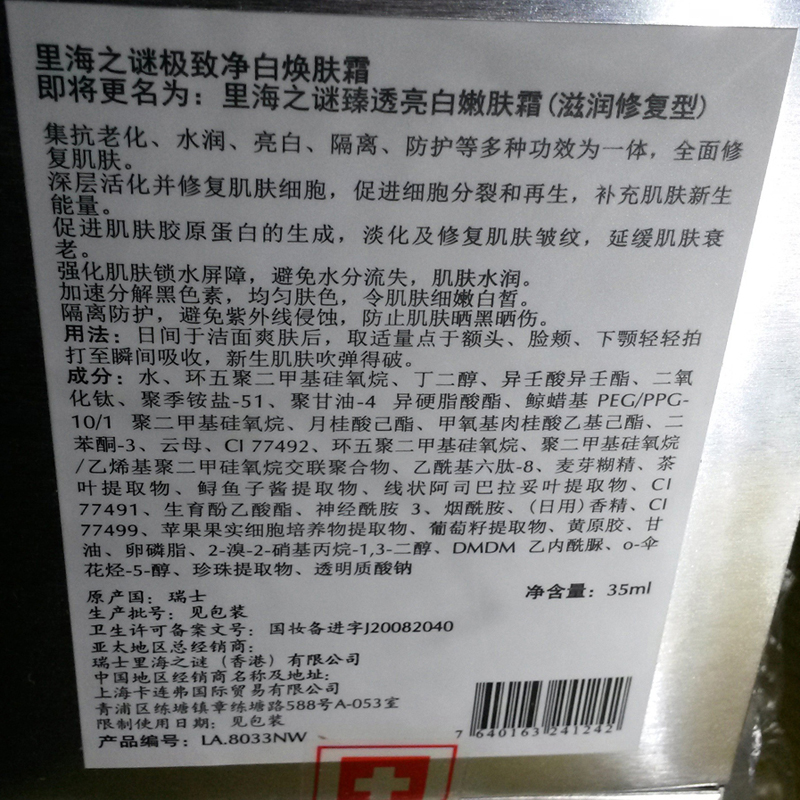 里海之谜极致净白焕肤霜
即将更名为：里海之谜臻透亮白嫩肤霜(滋润修复型)
集抗老化、水润、亮白、隔离、防护等多种功效为一体，全面修
复肌肤。
深层活化并修复肌肤细胞，促进细胞分裂和再生，补充肌肤新生
能量。
促进肌肤胶原蛋白的生成，淡化及修复肌肤皱纹，延缓肌肤衰
老。
强化肌肤锁水屏障，避免水分流失，肌肤水润。
加速分解黑色素，均匀肤色，令肌肤细嫩白皙。
隔离防护，避免紫外线侵蚀，防止肌肤晒黑晒伤。
用法：日间于洁面爽肤后，取适量点于额头、脸颊、下颚轻轻拍
打至瞬间吸收，新生肌肤吹弹得破。
成分：水、环五聚二甲基硅氧烷、丁二醇、异壬酸异壬酯、二氧
化钛、聚季铵盐-51、聚甘油-4 异硬脂酸酯、鲸蜡基 PEG/PPG-
10/1 聚二甲基硅氧烷、月桂酸己酯、甲氧基肉桂酸乙基己酯、二
苯酮-3、云母、CI 77492、环五聚二甲基硅氧烷、聚二甲基硅氧烷
/乙烯基聚二甲硅氧烷交联聚合物、乙酰基六肽-8、麦芽糊精、茶
叶提取物、鲟鱼子酱提取物、线状阿司巴拉妥叶提取物、CI
77491、生育酚乙酸酯、神经酰胺 3、烟酰胺、(日用)香精、CI
77499、苹果果实细胞培养物提取物、葡萄籽提取物、黄原胶、甘
油、卵磷脂、2-溴-2-硝基丙烷-1,3-二醇、DMDM 乙内酰脲、o-伞
花烃-5-醇、珍珠提取物、透明质酸钠
原产国：瑞士
净含量：35ml
生产批号：见包装
卫生许可备案文号：国妆备进字J20082040
亚太地区总经销商：
瑞士里海之谜（香港）有限公司
中国地区经销商名称及地址：
上海卡连弗国际贸易有限公司
青浦区练塘镇章练塘路588号A-053室
限制使用日期：见包装
产品编号：LA.8033NW
7 640163 241242